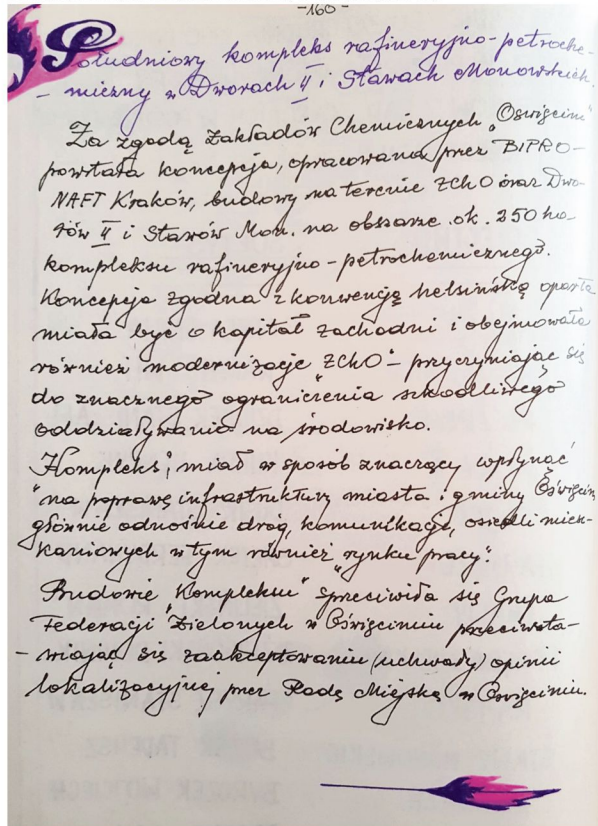 -160-
Południowy kompleks rafineryjno-petroche-
-miczny w Dworach II i Stawach Monowskich.
Za zgodą Zakładów Chemicznych „Oświęcim"
powstała koncepcja, opracowana przez BIPRO-
NAFT Kraków, budowy na terenie ZChO oraz Dwo-
rów II i Stawów Mon. na obszarze ok. 250 ha
kompleksu rafineryjno-petrochemicznego.
Koncepcja zgodna z konwencją helsińską oparta
miała być o kapitał zachodni i obejmowała
również modernizację „ZChO" - przyczyniając się
do znacznego ograniczenia szkodliwego
oddziaływania na środowisko.
„Kompleks", miał w sposób znaczący wpłynąć
na poprawę infrastruktury miasta i gminy Oświęcim,
głównie odnośnie dróg, komunikacji, osiedli miesz-
kaniowych w tym również „rynku pracy".
Budowie „Kompleksu" sprzeciwiła się Grupa
Federacji „Zielonych" w Oświęcimiu przeciwsta-
-wiając się zaakceptowaniu (uchwały) opinii
lokalizacyjnej przez Radę Miejską w Oświęcimiu.